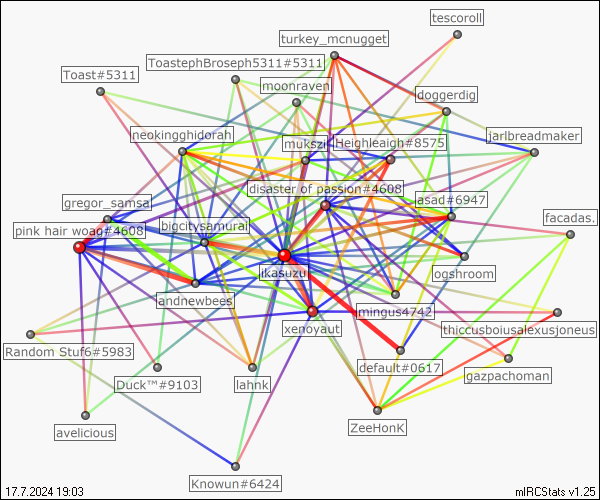 tescoroll
turkey_mcnugget
ToastephBroseph5311#5311
Toast#5311
moonraven
doggerdig
neokingghidorah
mukszi
Heighleaigh#8575
jarlbreadmaker
disaster of passion#4608
gregor_samsa
asad#6947
pink hair woag#4608
bigcitysamurai
facadas.
jkasuzu
ogshroom
andnewbees
mingus4742
xenoyaut
thiccusboiusalexusjoneus
Random Stuf6#5983
default#0617
gazpachoman
Duck™#9103
lahnk
avelicious
ZeeHonK
Knowun#6424
17.7.2024 19:03
mIRCStats v1.25